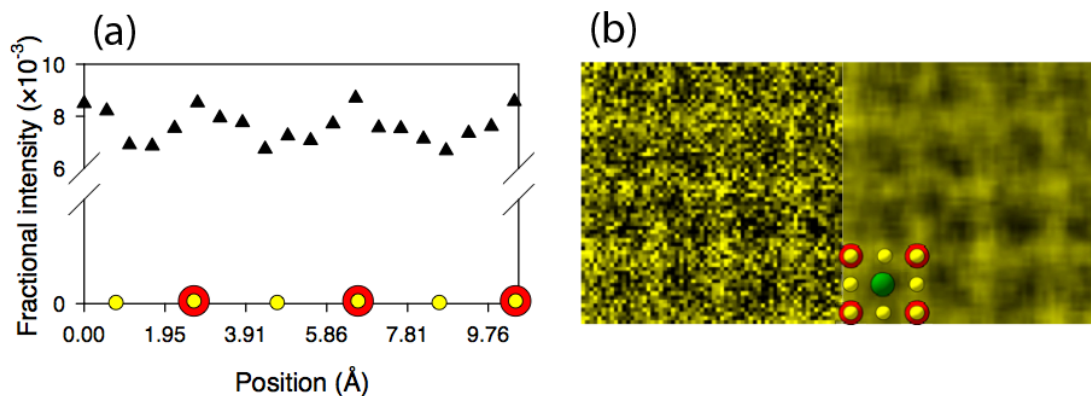 (a)
(b)
Fractional intensity (×10⁻³)
10
8
6
0
0.00 1.95 3.91 5.86 7.81 9.76
Position (Å)